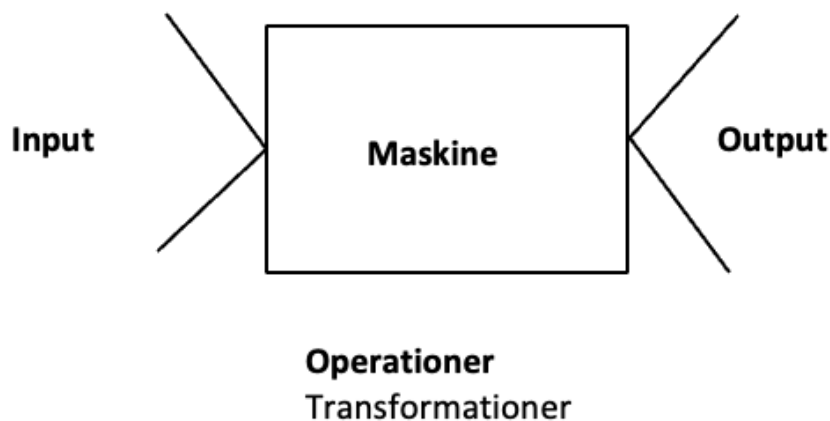 Input
Maskine
Output
Operationer
Transformationer